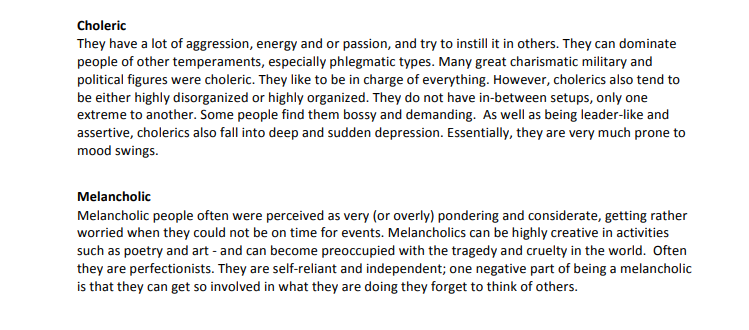 Choleric
They have a lot of aggression, energy and or passion, and try to instill it in others. They can dominate
people of other temperaments, especially phlegmatic types. Many great charismatic military and
political figures were choleric. They like to be in charge of everything. However, cholerics also tend to
be either highly disorganized or highly organized. They do not have in-between setups, only one
extreme to another. Some people find them bossy and demanding.  As well as being leader-like and
assertive, cholerics also fall into deep and sudden depression. Essentially, they are very much prone to
mood swings.
Melancholic
Melancholic people often were perceived as very (or overly) pondering and considerate, getting rather
worried when they could not be on time for events. Melancholics can be highly creative in activities
such as poetry and art - and can become preoccupied with the tragedy and cruelty in the world.  Often
they are perfectionists. They are self-reliant and independent; one negative part of being a melancholic
is that they can get so involved in what they are doing they forget to think of others.